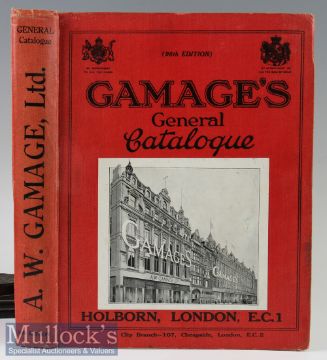 GENERAL
Catalogue
A. W. GAMAGE, Ltd.
(26th EDITION)
GAMAGE'S
General
Catalogue
GAMAGES
HOLBORN, LONDON, E.C.1
City Branch—107, Cheapside, London, E.C.2
Mullock's
Specialist Auctioneers & Valuers